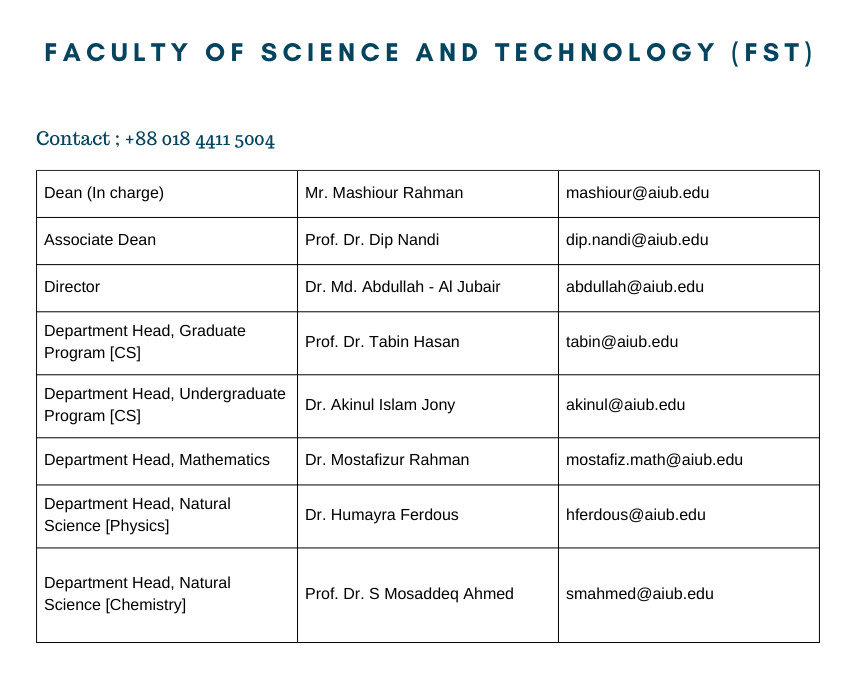 FACULTY OF SCIENCE AND TECHNOLOGY (FST)
Contact ; +88 018 4411 5004
Dean (In charge) Mr. Mashiour Rahman mashiour@aiub.edu
Associate Dean Prof. Dr. Dip Nandi dip.nandi@aiub.edu
Director Dr. Md. Abdullah - Al Jubair abdullah@aiub.edu
Department Head, Graduate
Program [CS] Prof. Dr. Tabin Hasan tabin@aiub.edu
Department Head, Undergraduate
Program [CS] Dr. Akinul Islam Jony akinul@aiub.edu
Department Head, Mathematics Dr. Mostafizur Rahman mostafiz.math@aiub.edu
Department Head, Natural
Science [Physics] Dr. Humayra Ferdous hferdous@aiub.edu
Department Head, Natural
Science [Chemistry] Prof. Dr. S Mosaddeq Ahmed smahmed@aiub.edu